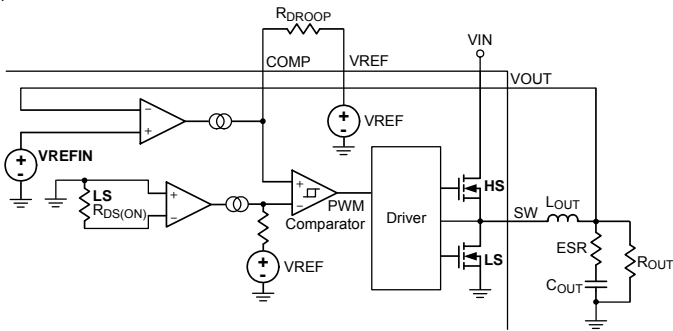 RDROOP
VIN
COMP
VREF
VOUT
VREF
VREFIN
LS
RDS(ON)
PWM
Comparator
VREF
Driver
HS
SW
LOUT
LS
ESR
ROUT
COUT